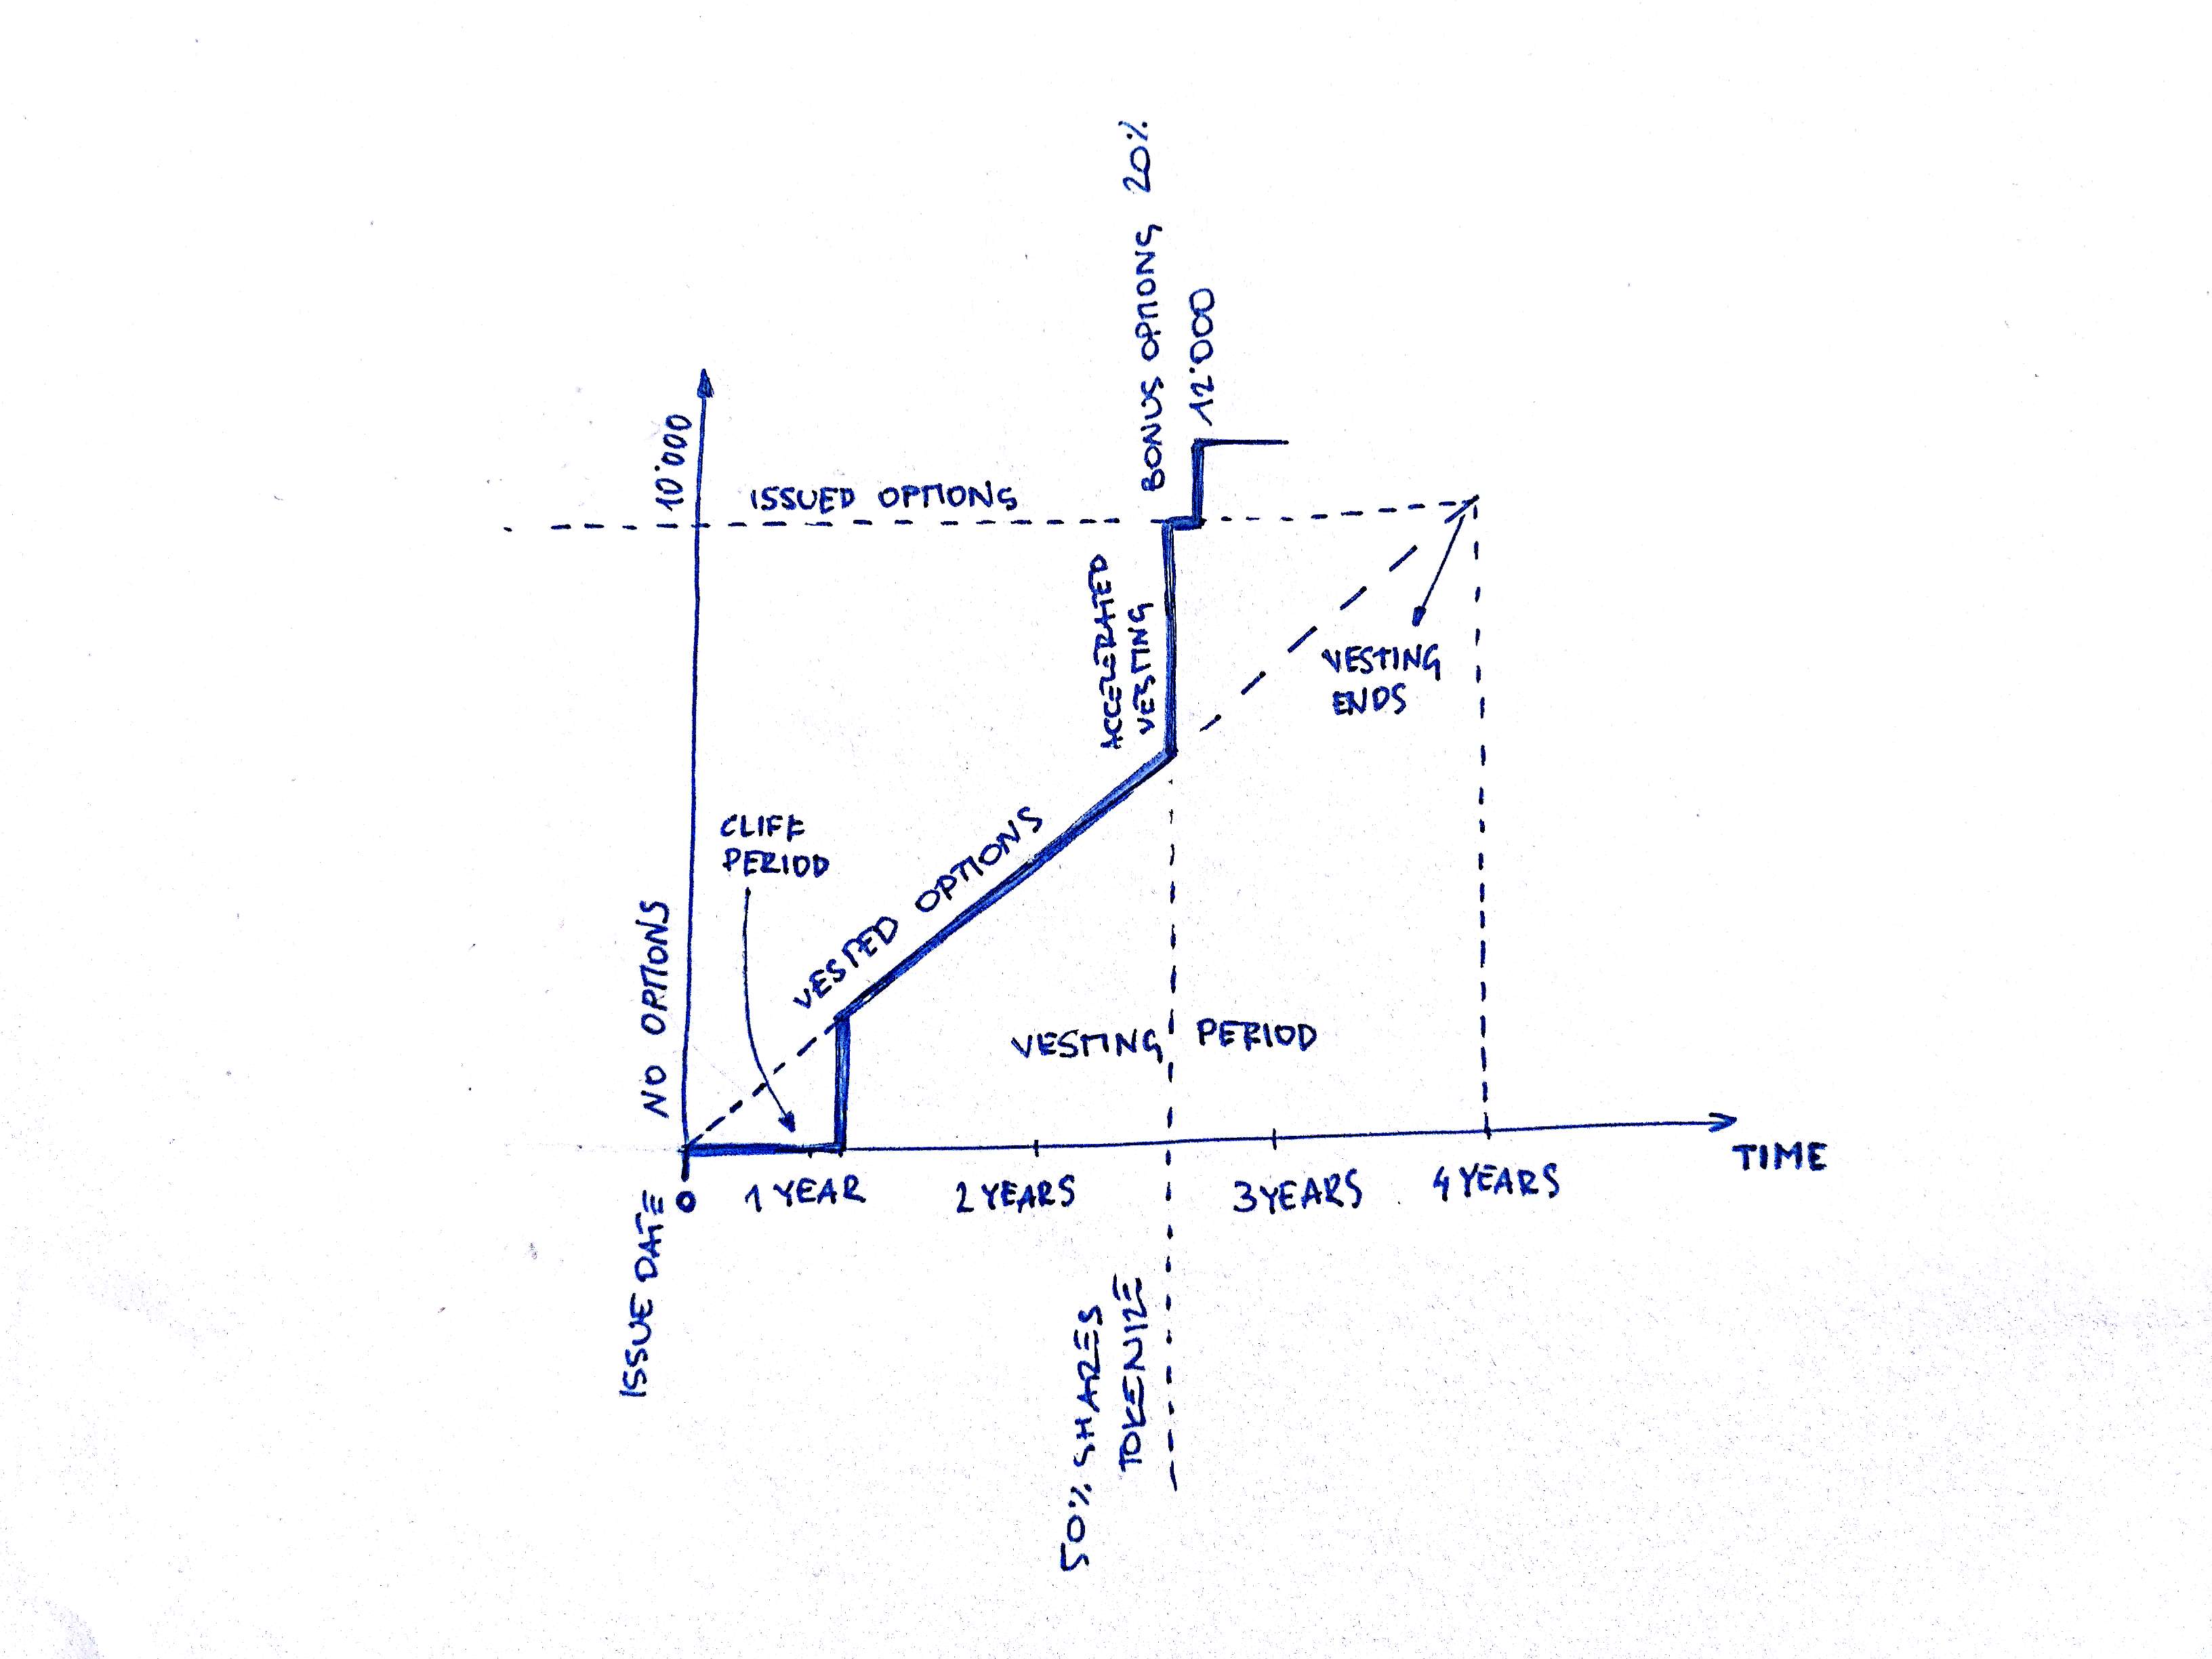 BONUS OPTIONS 20%
12.000
10'000
ISSUED OPTIONS
ACCELERATED
VESTING
VESTING
ENDS
CLIFF
PERIOD
VESTED OPTIONS
NO OPTIONS
VESTING PERIOD
TIME
0
1 YEAR
2 YEARS
3 YEARS
4 YEARS
ISSUE DATE
50% SHARES
TOKENIZE